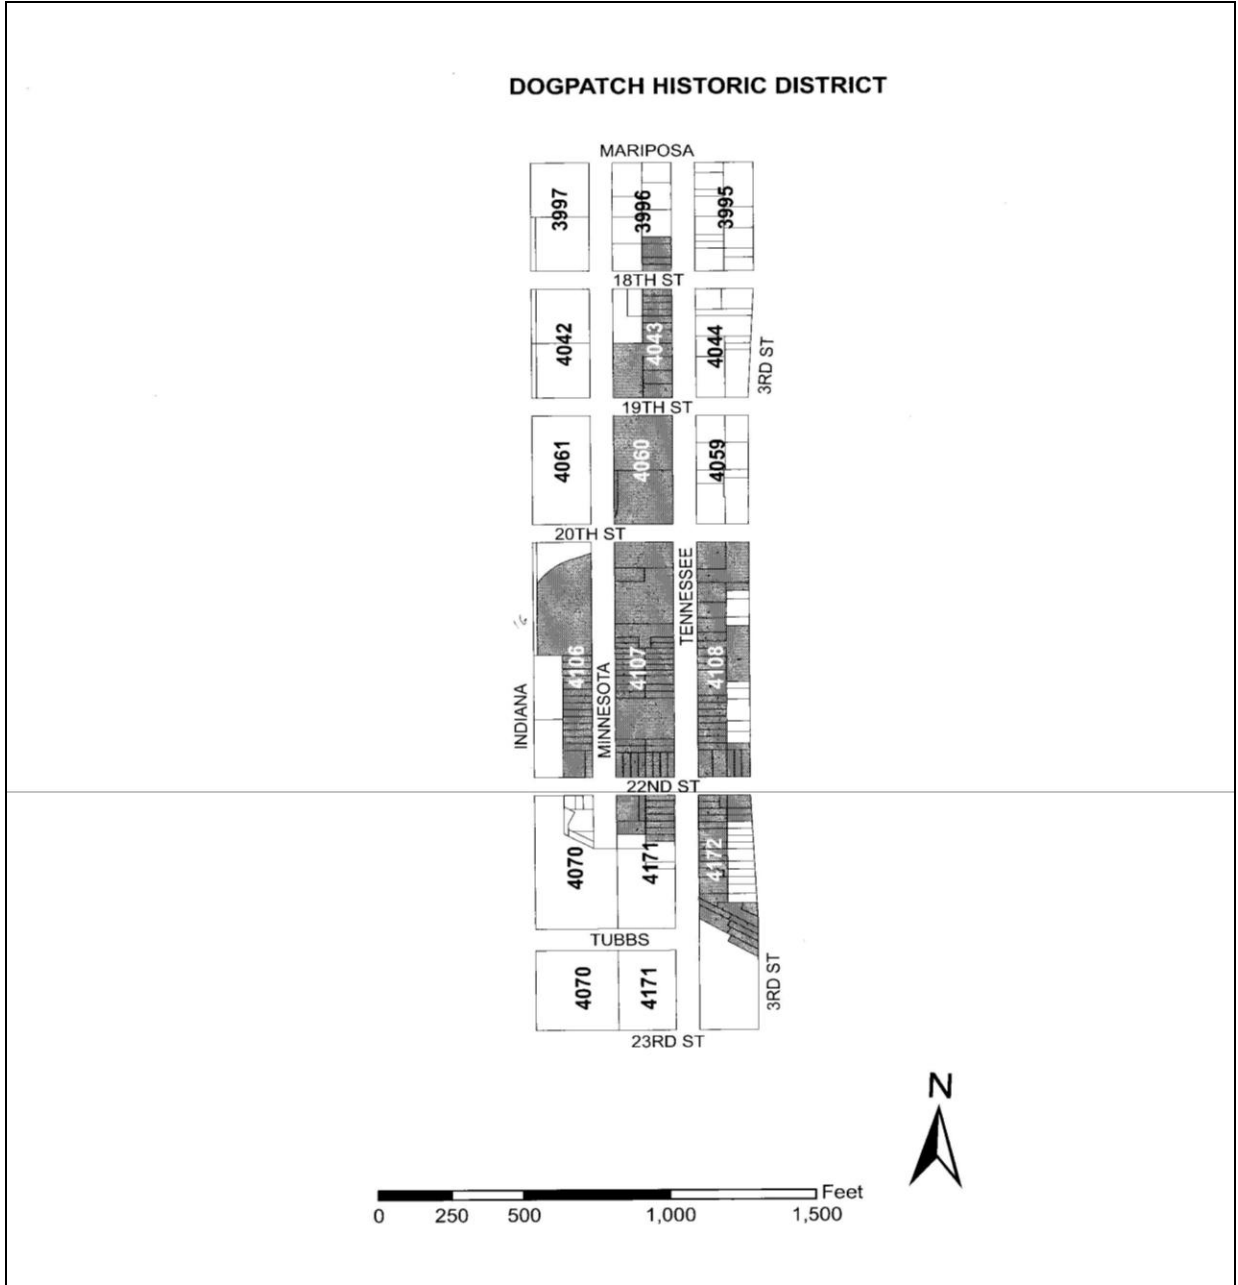 DOGPATCH HISTORIC DISTRICT
MARIPOSA
3997
3996
3995
18TH ST
4042
4043
4044
3RD ST
19TH ST
4061
4060
4059
20TH ST
TENNESSEE
4106
4107
4108
INDIANA
MINNESOTA
22ND ST
4070
4171
4172
TUBBS
4070
4171
3RD ST
23RD ST
N
Feet
0 250 500 1,000 1,500